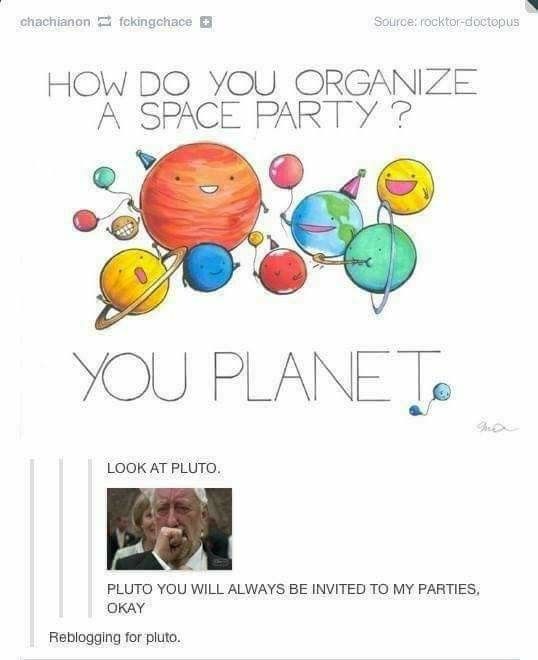 chachianon fckingchace
Source: rocktor-doctopus
HOW DO YOU ORGANIZE
A SPACE PARTY?
YOU PLANET.
LOOK AT PLUTO.
PLUTO YOU WILL ALWAYS BE INVITED TO MY PARTIES,
OKAY
Reblogging for pluto.